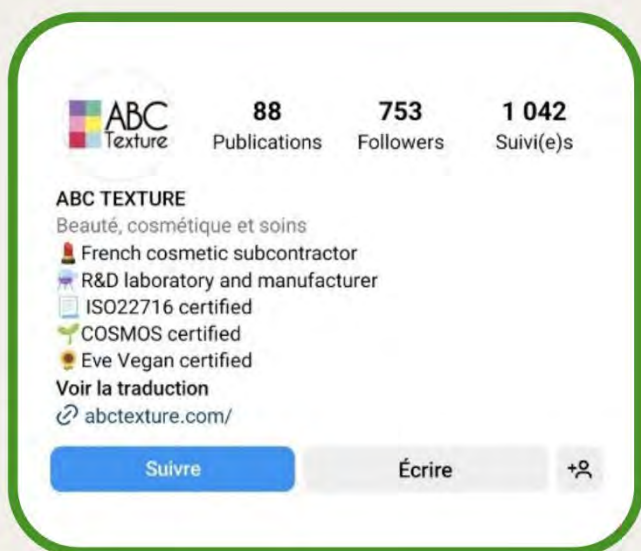 ABC
Texture
88 753 1 042
Publications Followers Suivi(e)s
ABC TEXTURE
Beauté, cosmétique et soins
💄French cosmetic subcontractor
⚗️R&D laboratory and manufacturer
📃ISO22716 certified
🌱COSMOS certified
🌻Eve Vegan certified
Voir la traduction
abctexture.com/
Suivre Écrire